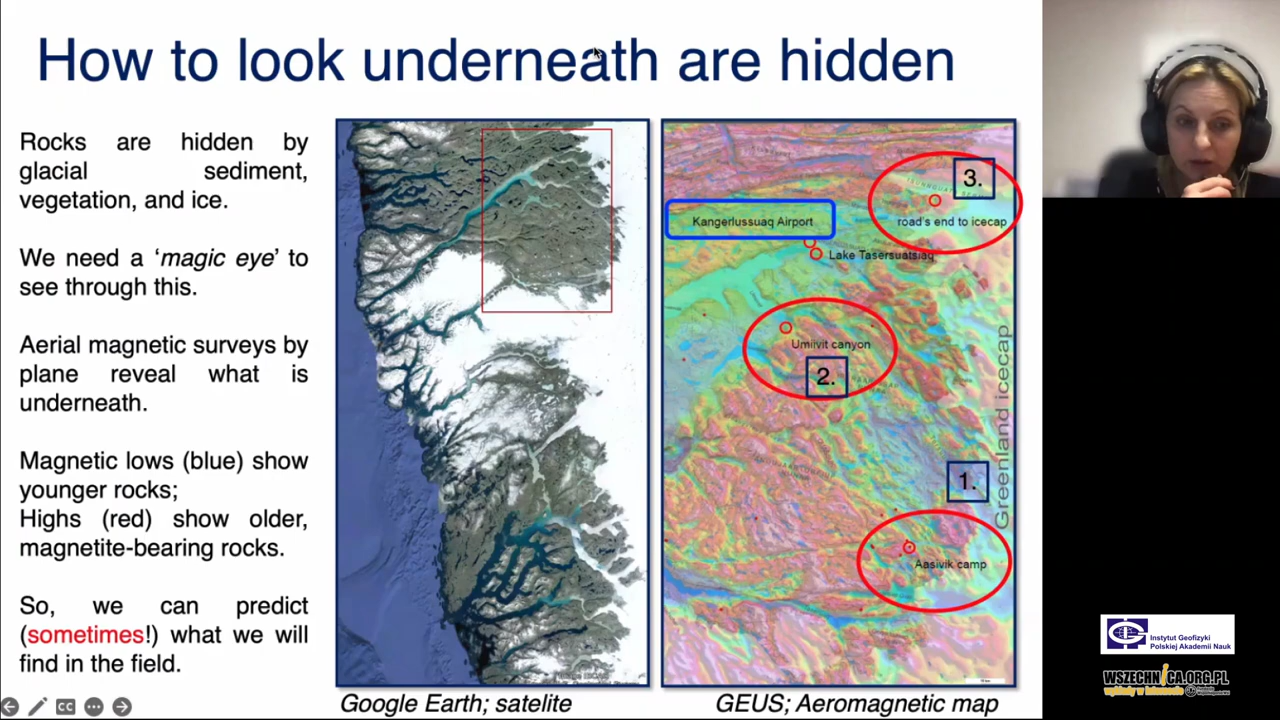 How to look underneath are hidden
Rocks are hidden by
glacial sediment,
vegetation, and ice.
We need a ‘magic eye’ to
see through this.
Aerial magnetic surveys by
plane reveal what is
underneath.
Magnetic lows (blue) show
younger rocks;
Highs (red) show older,
magnetite-bearing rocks.
So, we can predict
(sometimes!) what we will
find in the field.
Google Earth; satelite
3.
road's end to icecap
Kangerlussuaq Airport
Lake Tasersuatsiaq
Umiivit canyon
2.
Greenland icecap
1.
Aasivik camp
GEUS; Aeromagnetic map
CC
Instytut Geofizyki
Polskiej Akademii Nauk
WSZECHNICA.ORG.PL